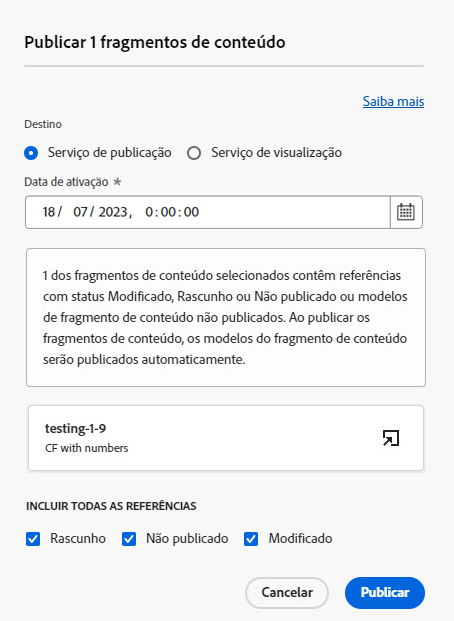 Publicar 1 fragmentos de conteúdo
Saiba mais
Destino
Serviço de publicação Serviço de visualização
Data de ativação *
18 / 07 / 2023, 0:00:00
1 dos fragmentos de conteúdo selecionados contêm referências
com status Modificado, Rascunho ou Não publicado ou modelos
de fragmento de conteúdo não publicados. Ao publicar os
fragmentos de conteúdo, os modelos do fragmento de conteúdo
serão publicados automaticamente.
testing-1-9
CF with numbers
INCLUIR TODAS AS REFERÊNCIAS
Rascunho Não publicado Modificado
Cancelar Publicar